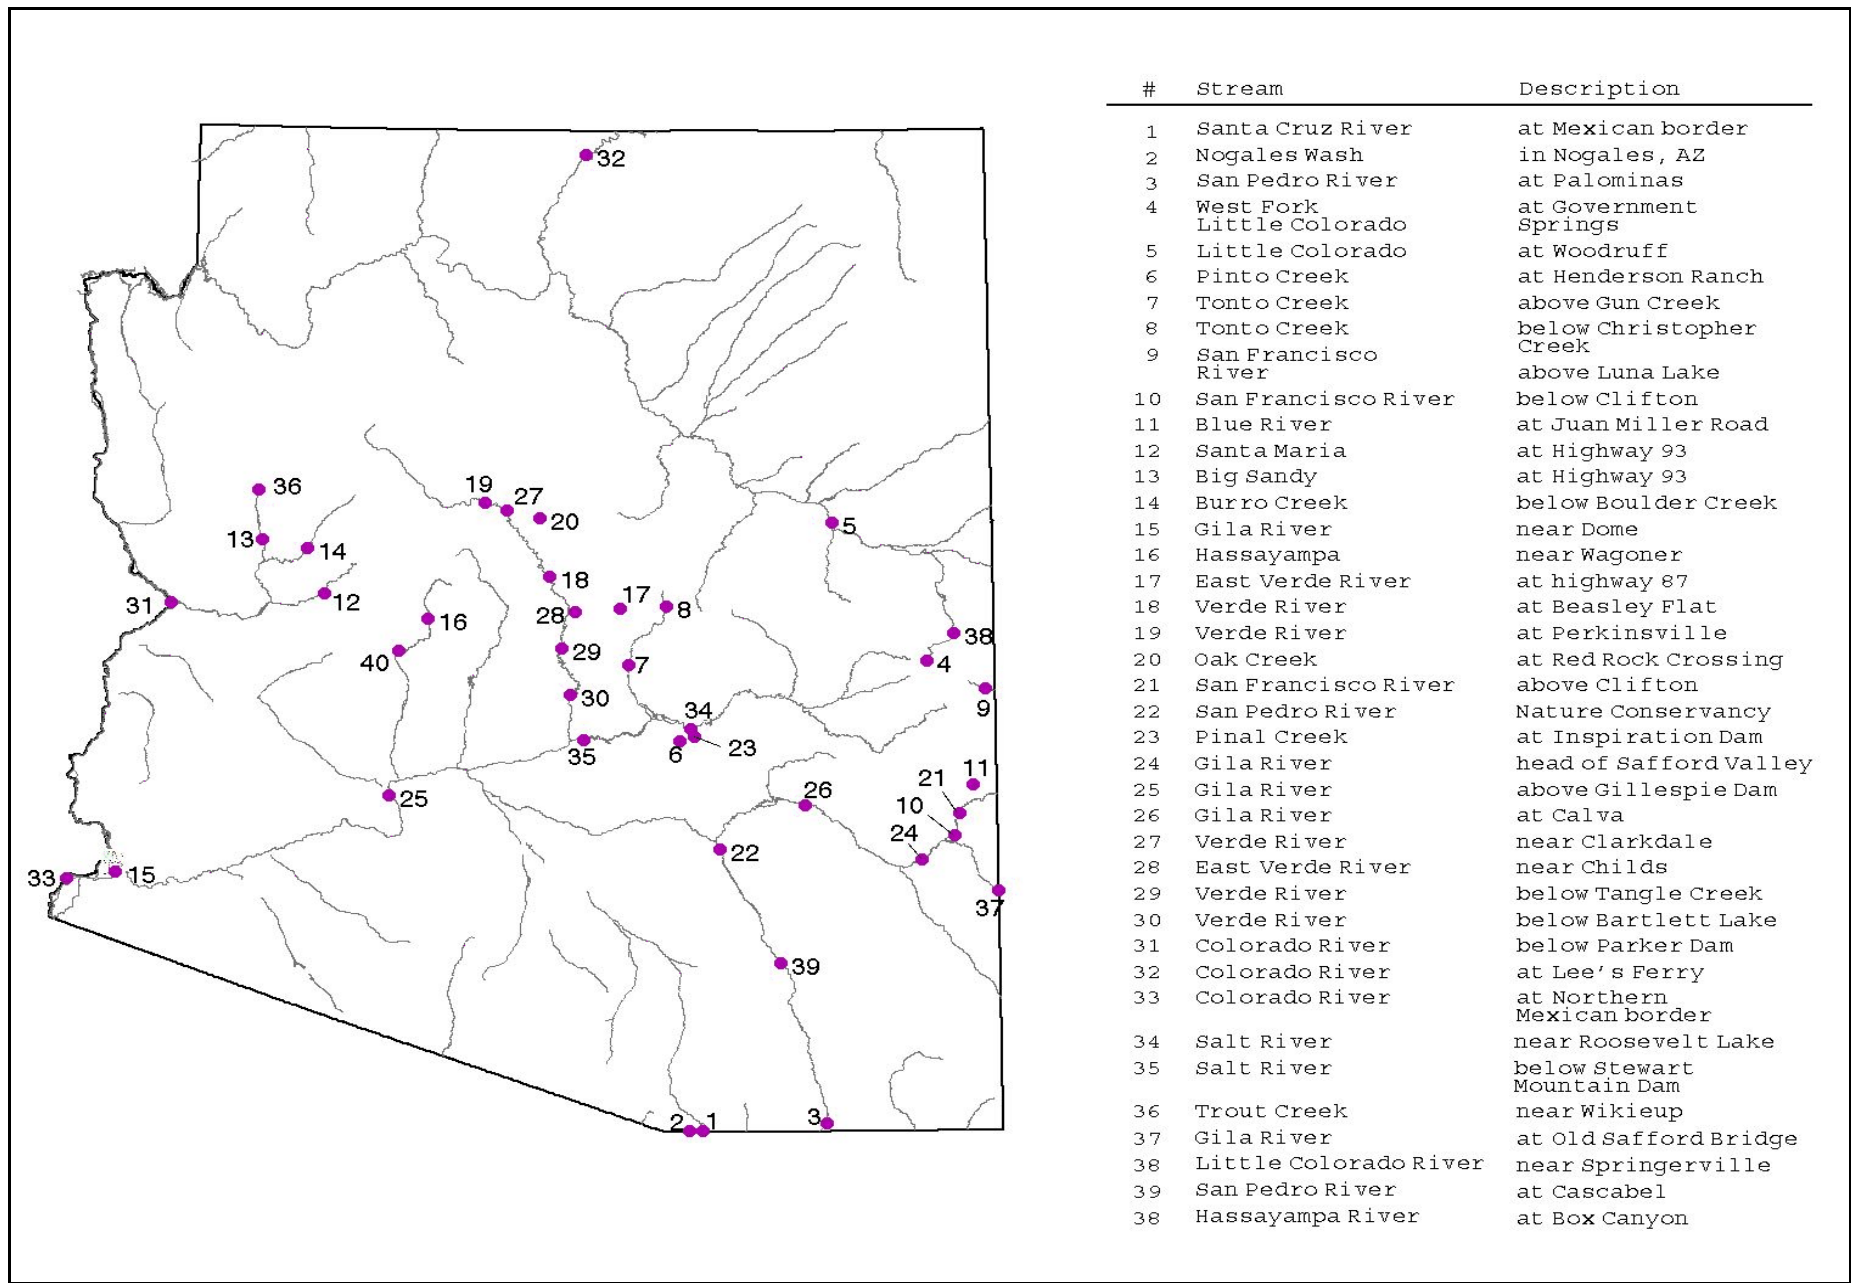 32
36
19
27
20
5
13
14
18
31
12
17
8
28
16
38
40
29
4
7
30
9
34
35
6
23
11
21
26
25
10
24
22
33
15
37
39
3
2
1
# Stream Description
1 Santa Cruz River at Mexican border
2 Nogales Wash in Nogales, AZ
3 San Pedro River at Palominas
4 West Fork at Government
Little Colorado Springs
5 Little Colorado at Woodruff
6 Pinto Creek at Henderson Ranch
7 Tonto Creek above Gun Creek
8 Tonto Creek below Christopher
Creek
9 San Francisco
River above Luna Lake
10 San Francisco River below Clifton
11 Blue River at Juan Miller Road
12 Santa Maria at Highway 93
13 Big Sandy at Highway 93
14 Burro Creek below Boulder Creek
15 Gila River near Dome
16 Hassayampa near Wagoner
17 East Verde River at highway 87
18 Verde River at Beasley Flat
19 Verde River at Perkinsville
20 Oak Creek at Red Rock Crossing
21 San Francisco River above Clifton
22 San Pedro River Nature Conservancy
23 Pinal Creek at Inspiration Dam
24 Gila River head of Safford Valley
25 Gila River above Gillespie Dam
26 Gila River at Calva
27 Verde River near Clarkdale
28 East Verde River near Childs
29 Verde River below Tangle Creek
30 Verde River below Bartlett Lake
31 Colorado River below Parker Dam
32 Colorado River at Lee's Ferry
33 Colorado River at Northern
Mexican border
34 Salt River near Roosevelt Lake
35 Salt River below Stewart
Mountain Dam
36 Trout Creek near Wikieup
37 Gila River at Old Safford Bridge
38 Little Colorado River near Springerville
39 San Pedro River at Cascabel
38 Hassayampa River at Box Canyon